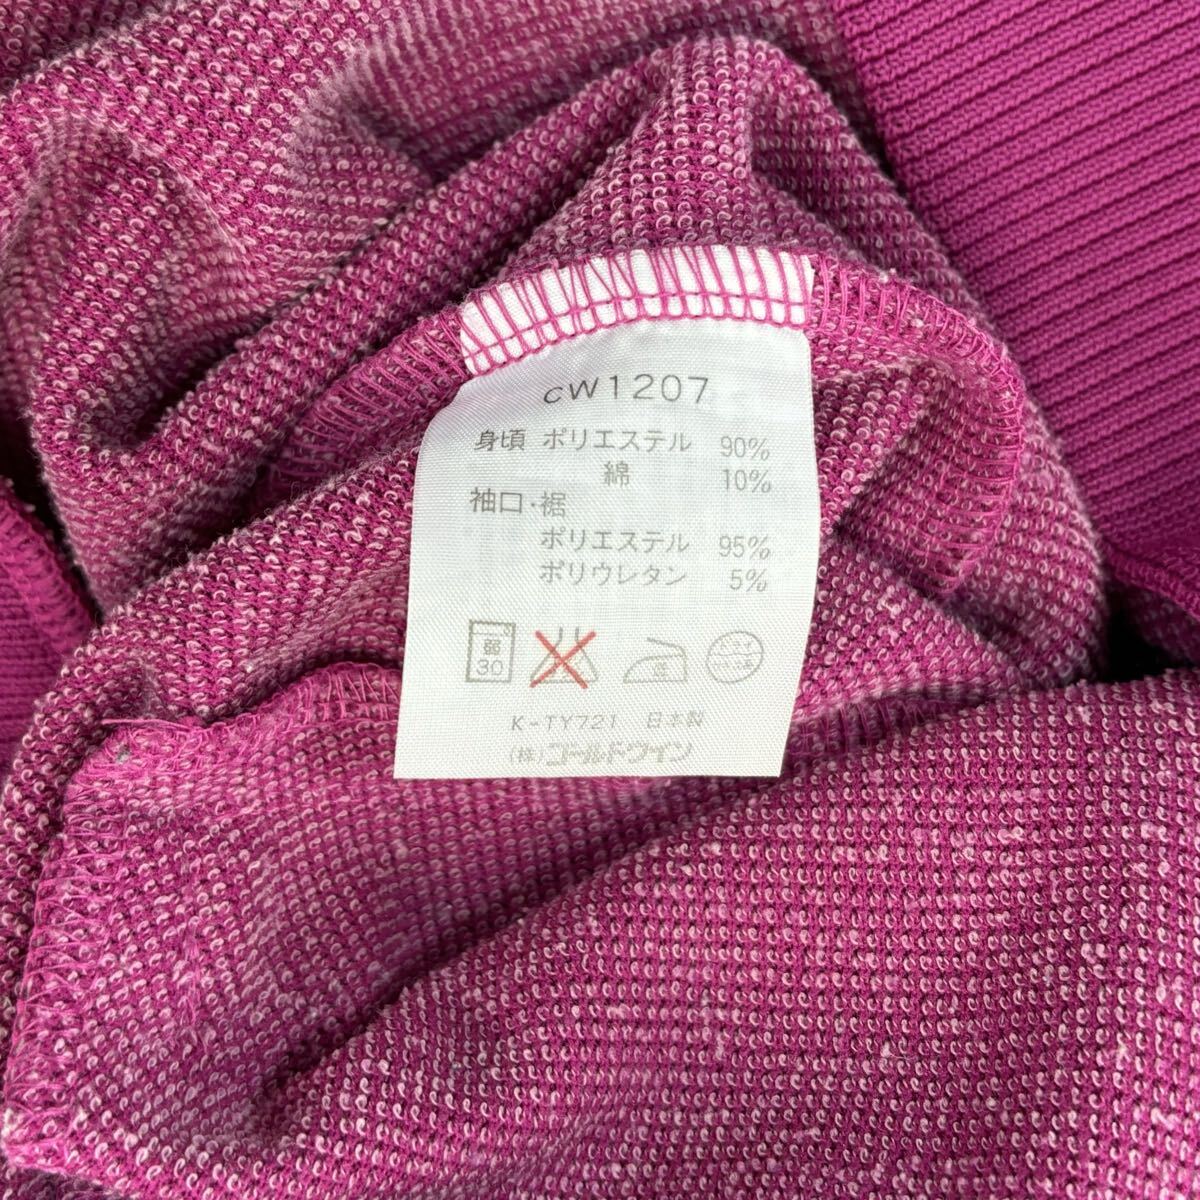 CW1207
身頃 ポリエステル 90%
綿 10%
袖口・裾
ポリエステル 95%
ポリウレタン 5%
弱 30
K-TY721 日本製
(株)ゴールドウイン